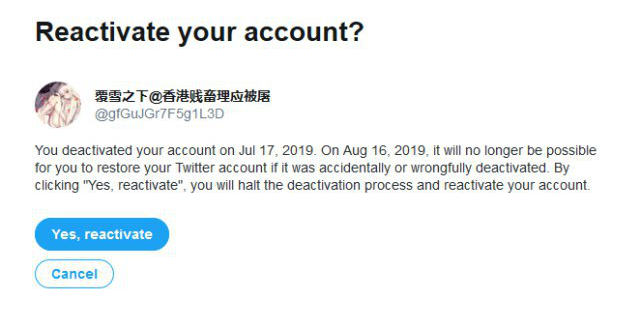 Reactivate your account?
覆雪之下@香港贱畜理应被屠
@gfGuJGr7F5g1L3D
You deactivated your account on Jul 17, 2019. On Aug 16, 2019, it will no longer be possible
for you to restore your Twitter account if it was accidentally or wrongfully deactivated. By
clicking "Yes, reactivate", you will halt the deactivation process and reactivate your account.
Yes, reactivate
Cancel